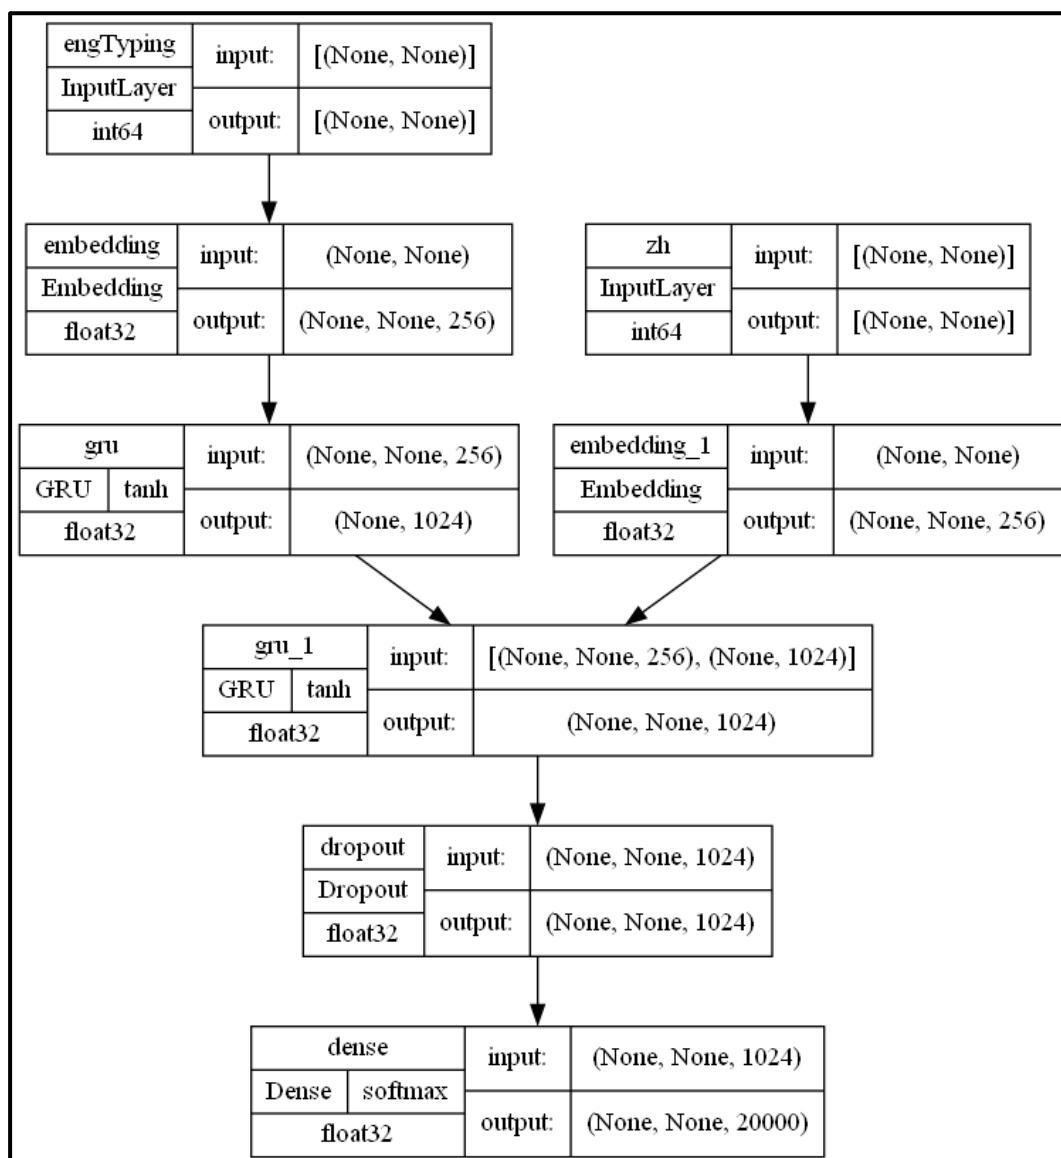 engTyping
InputLayer
int64
input: [(None, None)]
output: [(None, None)]
embedding
Embedding
float32
input: (None, None)
output: (None, None, 256)
zh
InputLayer
int64
input: [(None, None)]
output: [(None, None)]
gru
GRU tanh
float32
input: (None, None, 256)
output: (None, 1024)
embedding_1
Embedding
float32
input: (None, None)
output: (None, None, 256)
gru_1
GRU tanh
float32
input: [(None, None, 256), (None, 1024)]
output: (None, None, 1024)
dropout
Dropout
float32
input: (None, None, 1024)
output: (None, None, 1024)
dense
Dense softmax
float32
input: (None, None, 1024)
output: (None, None, 20000)